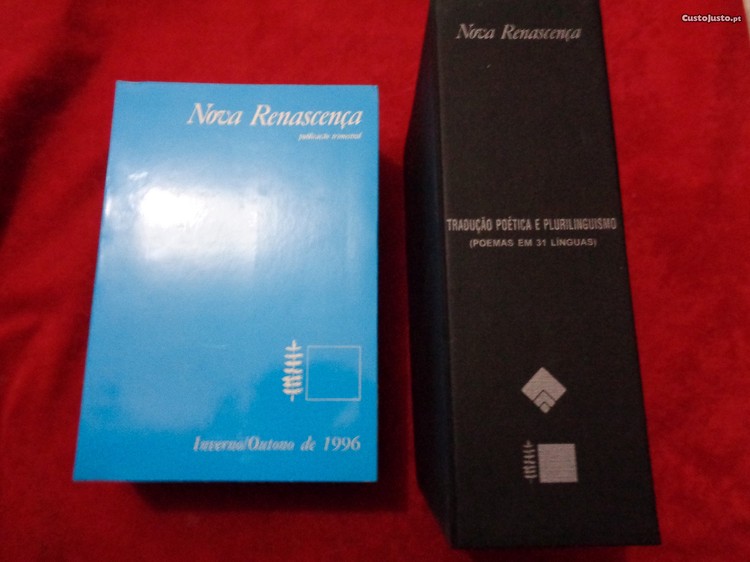 Nova Renascença
publicação trimestral
Inverno/Outono de 1996
Nova Renascença
TRADUÇÃO POÉTICA E PLURILINGUISMO
(POEMAS EM 31 LÍNGUAS)
CustoJusto.pt